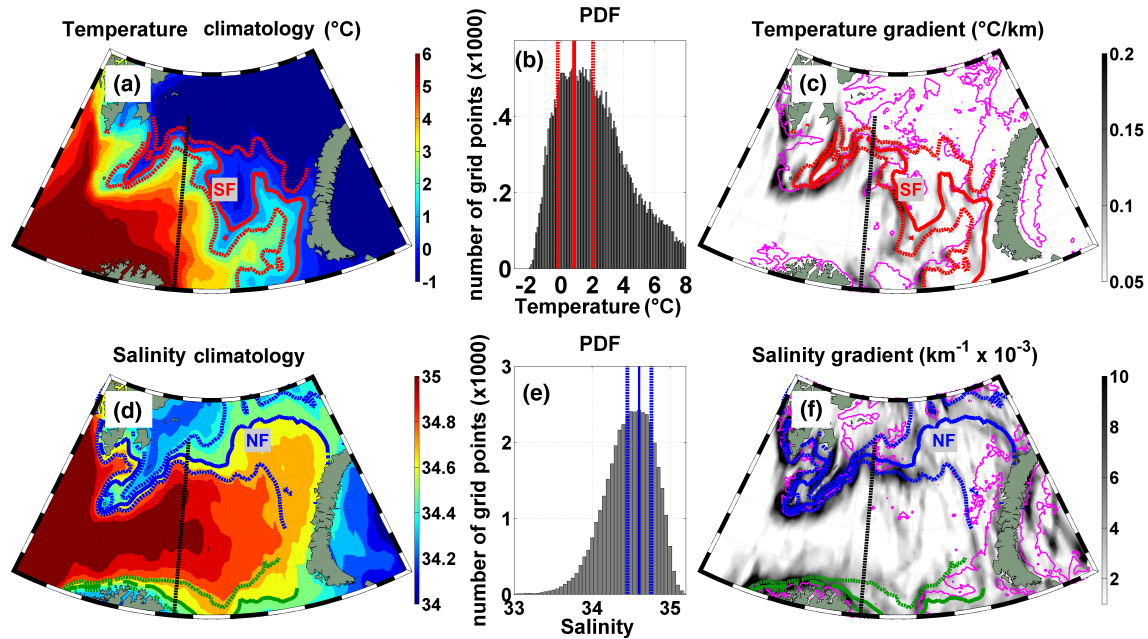 Temperature climatology (°C)
(a)
SF
6
5
4
3
2
1
0
-1
PDF
(b)
number of grid points (x1000)
.4
.2
0
-2 0 2 4 6 8
Temperature (°C)
Temperature gradient (°C/km)
(c)
SF
0.2
0.15
0.1
0.05
Salinity climatology
(d)
NF
35
34.8
34.6
34.4
34.2
34
PDF
(e)
number of grid points (x1000)
3
2
1
0
33 34 35
Salinity
Salinity gradient (km⁻¹ x 10⁻³)
(f)
NF
10
8
6
4
2